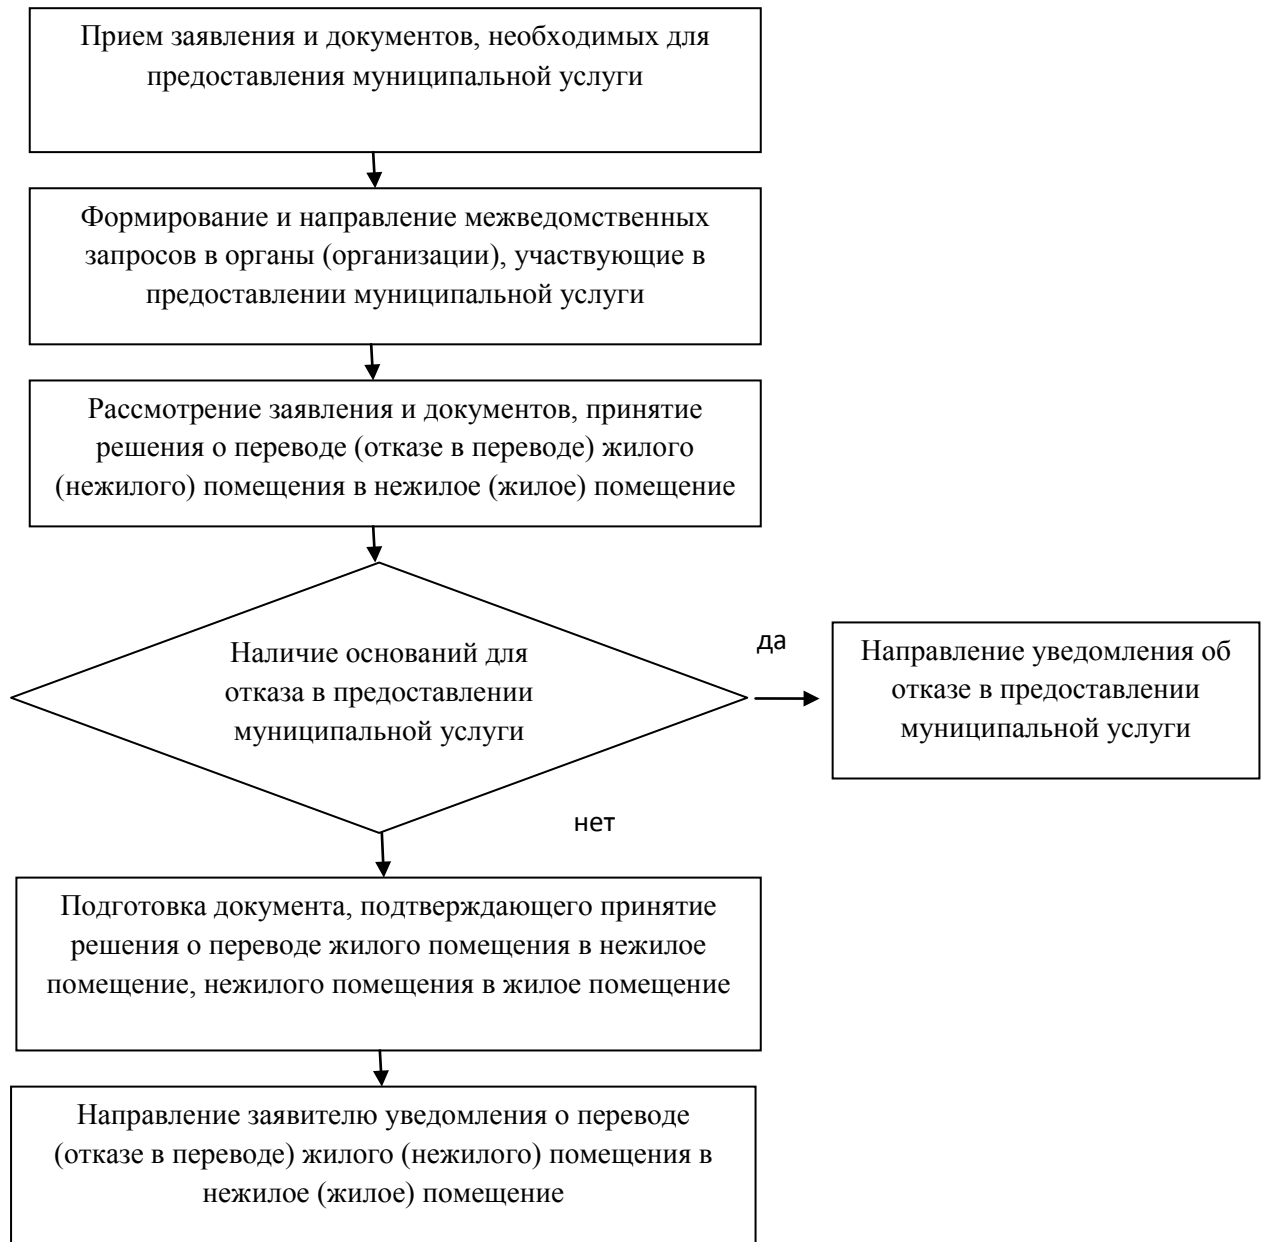 Прием заявления и документов, необходимых для
предоставления муниципальной услуги
Формирование и направление межведомственных
запросов в органы (организации), участвующие в
предоставлении муниципальной услуги
Рассмотрение заявления и документов, принятие
решения о переводе (отказе в переводе) жилого
(нежилого) помещения в нежилое (жилое) помещение
Наличие оснований для
отказа в предоставлении
муниципальной услуги
да
Направление уведомления об
отказе в предоставлении
муниципальной услуги
нет
Подготовка документа, подтверждающего принятие
решения о переводе жилого помещения в нежилое
помещение, нежилого помещения в жилое помещение
Направление заявителю уведомления о переводе
(отказе в переводе) жилого (нежилого) помещения в
нежилое (жилое) помещение